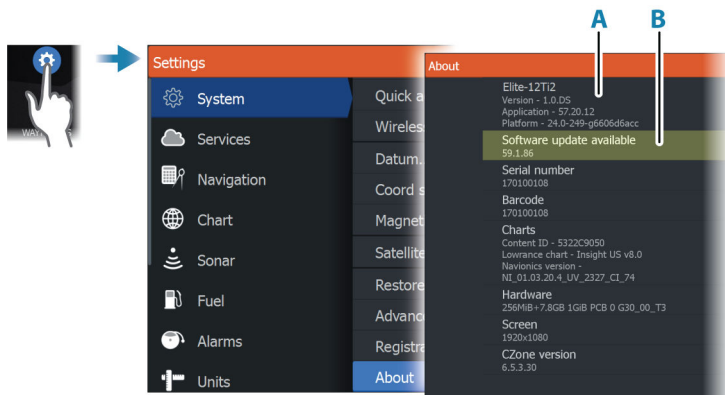 A
B
WAY
Settings
System
Services
Navigation
Chart
Sonar
Fuel
Alarms
Units
Quick a
Wireles
Datum.
Coord s
Magnet
Satellite
Restore
Advanc
Registra
About
About
Elite-12Ti2
Version - 1.0.DS
Application - 57.20.12
Platform - 24.0-249-g6606d6acc
Software update available
59.1.86
Serial number
170100108
Barcode
170100108
Charts
Content ID - 5322C9050
Lowrance chart - Insight US v8.0
Navionics version -
NI_01.03.20.4_UV_2327_CI_74
Hardware
256MiB+7.8GB 1GiB PCB 0 G30_00_T3
Screen
1920x1080
CZone version
6.5.3.30